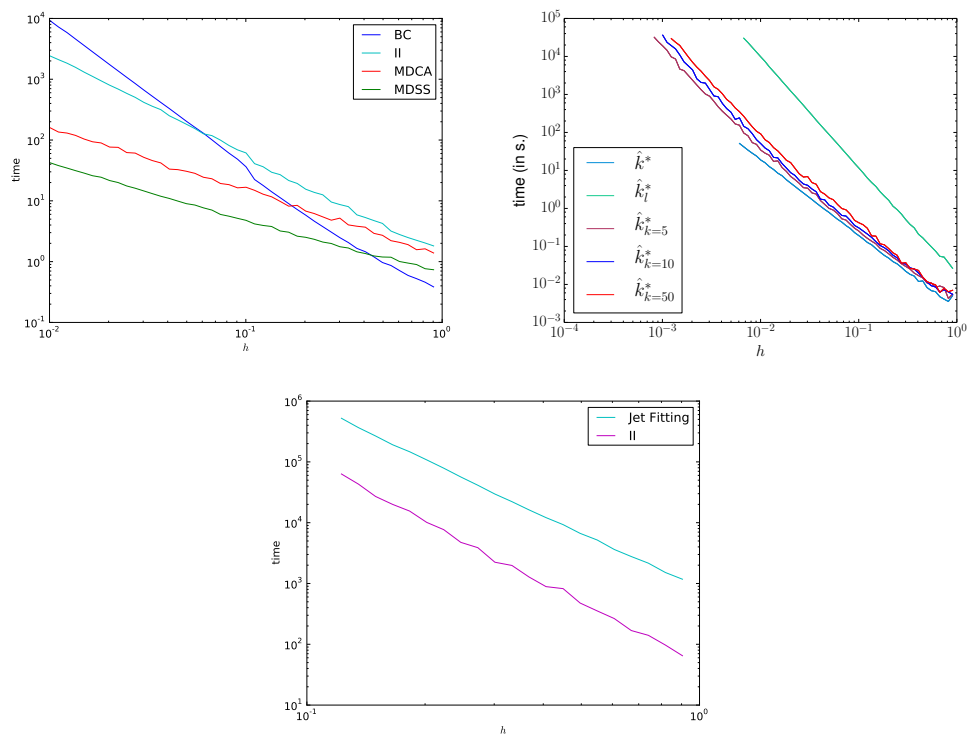 10^4
10^3
10^2
10^1
10^0
10^-1
time
10^-2
10^-1
10^0
h
BC
II
MDCA
MDSS
10^5
10^4
10^3
10^2
10^1
10^0
10^-1
10^-2
10^-3
time (in s.)
10^-4
10^-3
10^-2
10^-1
10^0
h
k̂*
k̂*_l
k̂*_{k=5}
k̂*_{k=10}
k̂*_{k=50}
10^6
10^5
10^4
10^3
10^2
10^1
time
10^-1
10^0
h
Jet Fitting
II